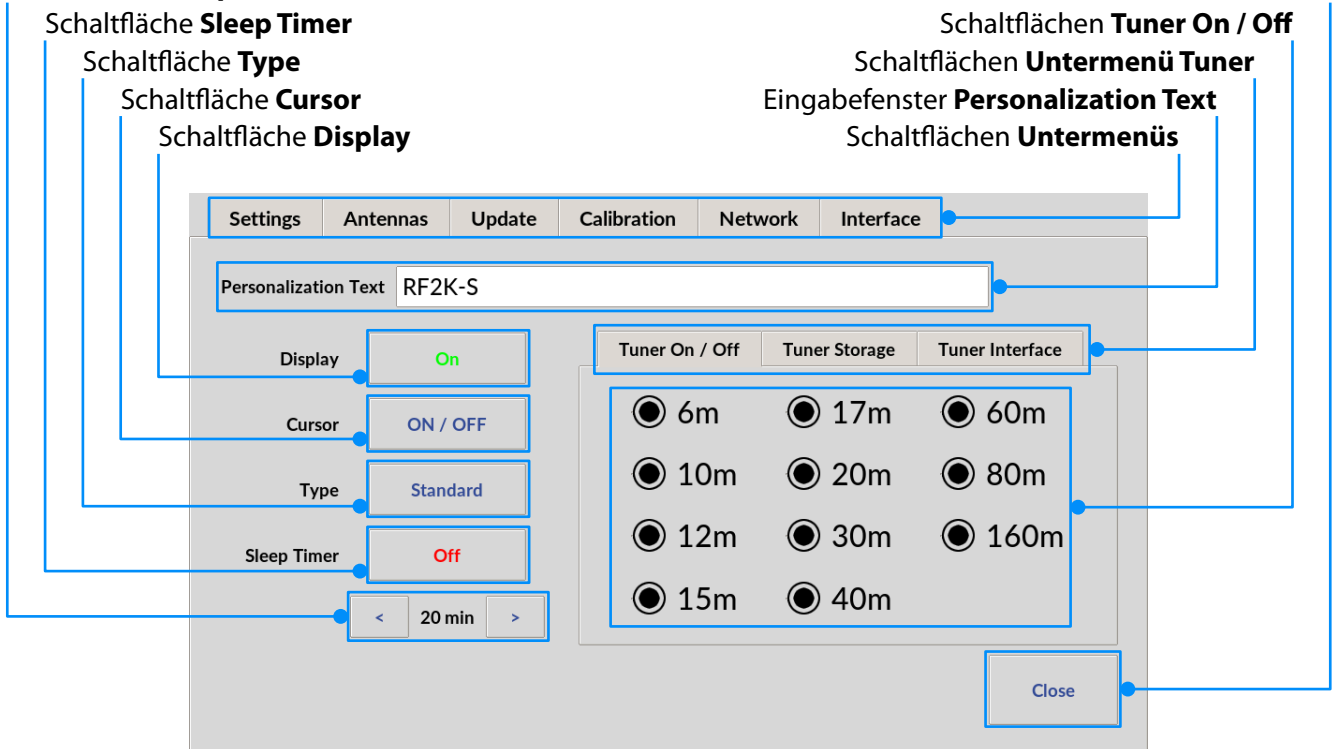 Schaltfläche Sleep Timer
Schaltflächen Tuner On / Off
Schaltfläche Type
Schaltflächen Untermenü Tuner
Schaltfläche Cursor
Eingabefenster Personalization Text
Schaltfläche Display
Schaltflächen Untermenüs
Settings Antennas Update Calibration Network Interface
Personalization Text RF2K-S
Display On
Cursor ON / OFF
Type Standard
Sleep Timer Off
< 20 min >
Tuner On / Off Tuner Storage Tuner Interface
6m 17m 60m
10m 20m 80m
12m 30m 160m
15m 40m
Close